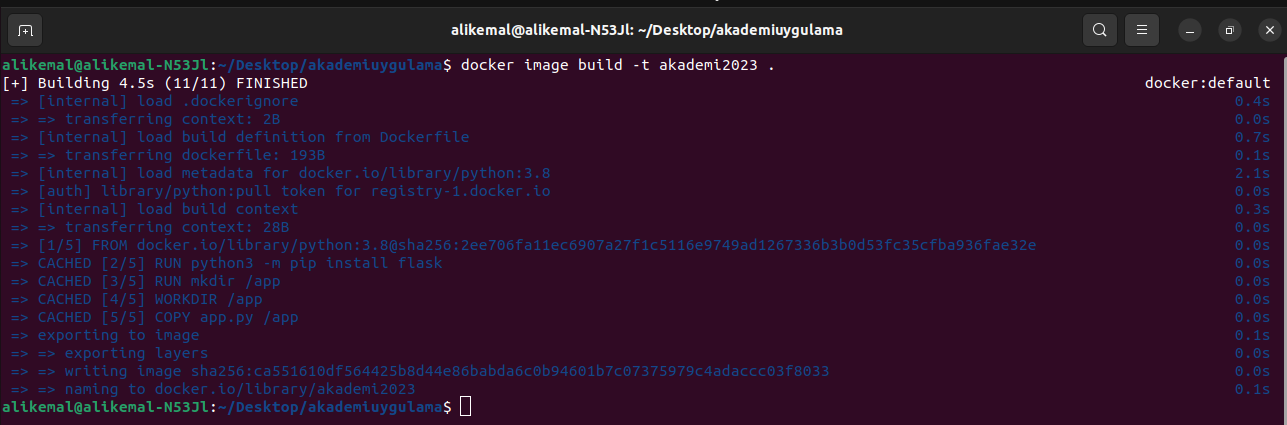 alikemal@alikemal-N53Jl: ~/Desktop/akademiuygulama
alikemal@alikemal-N53Jl:~/Desktop/akademiuygulama$ docker image build -t akademi2023 .
[+] Building 4.5s (11/11) FINISHED docker:default
=> [internal] load .dockerignore 0.4s
=> => transferring context: 2B 0.0s
=> [internal] load build definition from Dockerfile 0.7s
=> => transferring dockerfile: 193B 0.1s
=> [internal] load metadata for docker.io/library/python:3.8 2.1s
=> [auth] library/python:pull token for registry-1.docker.io 0.0s
=> [internal] load build context 0.3s
=> => transferring context: 28B 0.0s
=> [1/5] FROM docker.io/library/python:3.8@sha256:2ee706fa11ec6907a27f1c5116e9749ad1267336b3b0d53fc35cfba936fae32e 0.0s
=> CACHED [2/5] RUN python3 -m pip install flask 0.0s
=> CACHED [3/5] RUN mkdir /app 0.0s
=> CACHED [4/5] WORKDIR /app 0.0s
=> CACHED [5/5] COPY app.py /app 0.0s
=> exporting to image 0.1s
=> => exporting layers 0.0s
=> => writing image sha256:ca551610df564425b8d44e86babda6c0b94601b7c07375979c4adaccc03f8033 0.0s
=> => naming to docker.io/library/akademi2023 0.1s
alikemal@alikemal-N53Jl:~/Desktop/akademiuygulama$